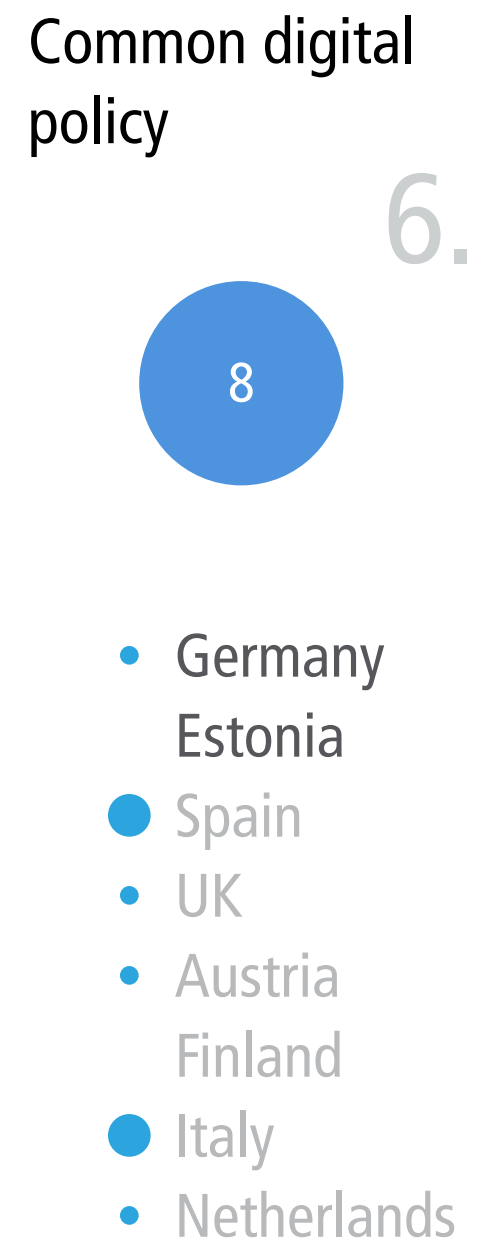 Common digital
policy
6.
8
Germany
Estonia
Spain
UK
Austria
Finland
Italy
Netherlands